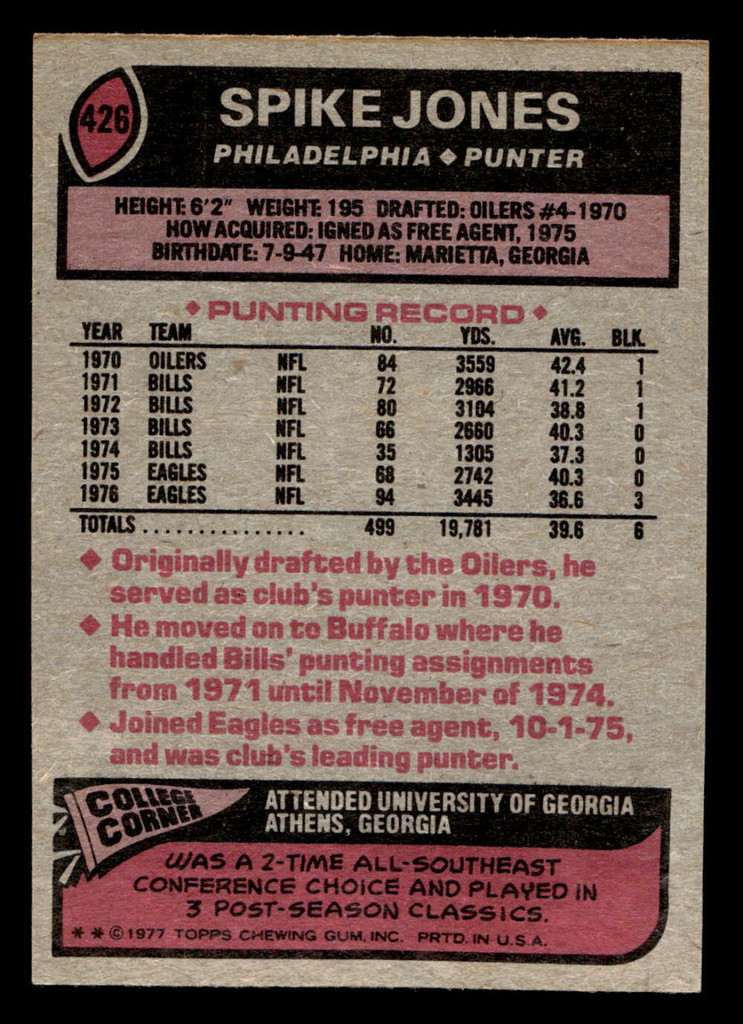 426
SPIKE JONES
PHILADELPHIA ◆ PUNTER
HEIGHT: 6'2" WEIGHT: 195 DRAFTED: OILERS #4-1970
HOW ACQUIRED: IGNED AS FREE AGENT, 1975
BIRTHDATE: 7-9-47 HOME: MARIETTA, GEORGIA
◆ PUNTING RECORD ◆
YEAR TEAM NO. YDS. AVG. BLK.
1970 OILERS NFL 84 3559 42.4 1
1971 BILLS NFL 72 2966 41.2 1
1972 BILLS NFL 80 3104 38.8 1
1973 BILLS NFL 66 2660 40.3 0
1974 BILLS NFL 35 1305 37.3 0
1975 EAGLES NFL 68 2742 40.3 0
1976 EAGLES NFL 94 3445 36.6 3
TOTALS ............... 499 19,781 39.6 6
◆ Originally drafted by the Oilers, he
served as club's punter in 1970.
◆ He moved on to Buffalo where he
handled Bills' punting assignments
from 1971 until November of 1974.
◆ Joined Eagles as free agent, 10-1-75,
and was club's leading punter.
COLLEGE
CORNER
ATTENDED UNIVERSITY OF GEORGIA
ATHENS, GEORGIA
WAS A 2-TIME ALL-SOUTHEAST
CONFERENCE CHOICE AND PLAYED IN
3 POST-SEASON CLASSICS.
* * © 1977 TOPPS CHEWING GUM, INC. PRTD. IN U.S.A.